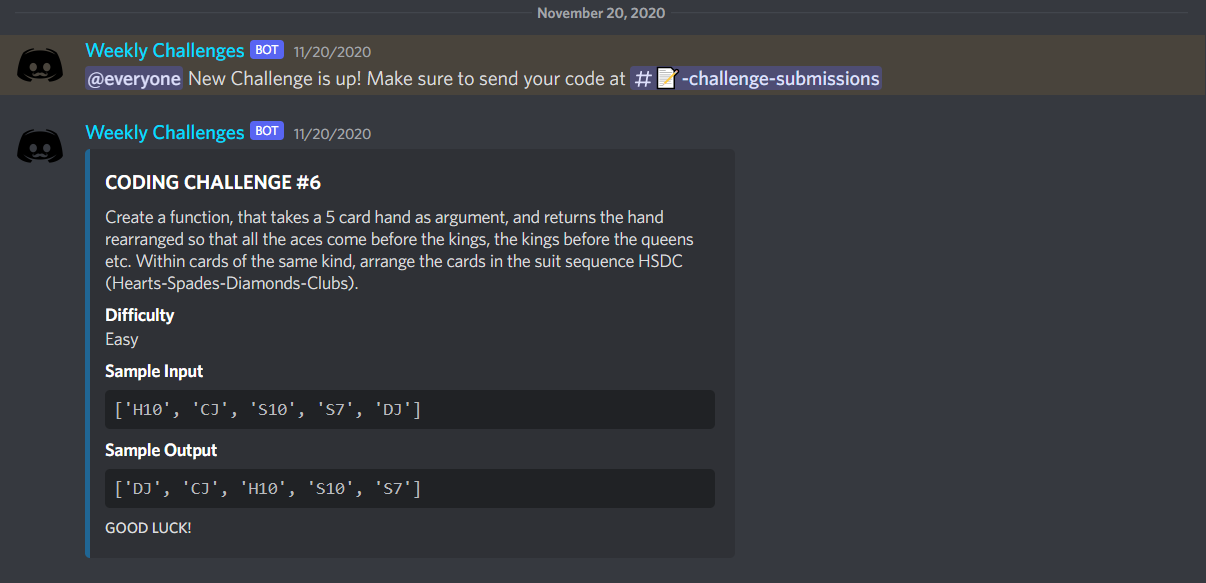 November 20, 2020
Weekly Challenges BOT 11/20/2020
@everyone New Challenge is up! Make sure to send your code at #📝-challenge-submissions
Weekly Challenges BOT 11/20/2020
CODING CHALLENGE #6
Create a function, that takes a 5 card hand as argument, and returns the hand
rearranged so that all the aces come before the kings, the kings before the queens
etc. Within cards of the same kind, arrange the cards in the suit sequence HSDC
(Hearts-Spades-Diamonds-Clubs).
Difficulty
Easy
Sample Input
['H10', 'CJ', 'S10', 'S7', 'DJ']
Sample Output
['DJ', 'CJ', 'H10', 'S10', 'S7']
GOOD LUCK!